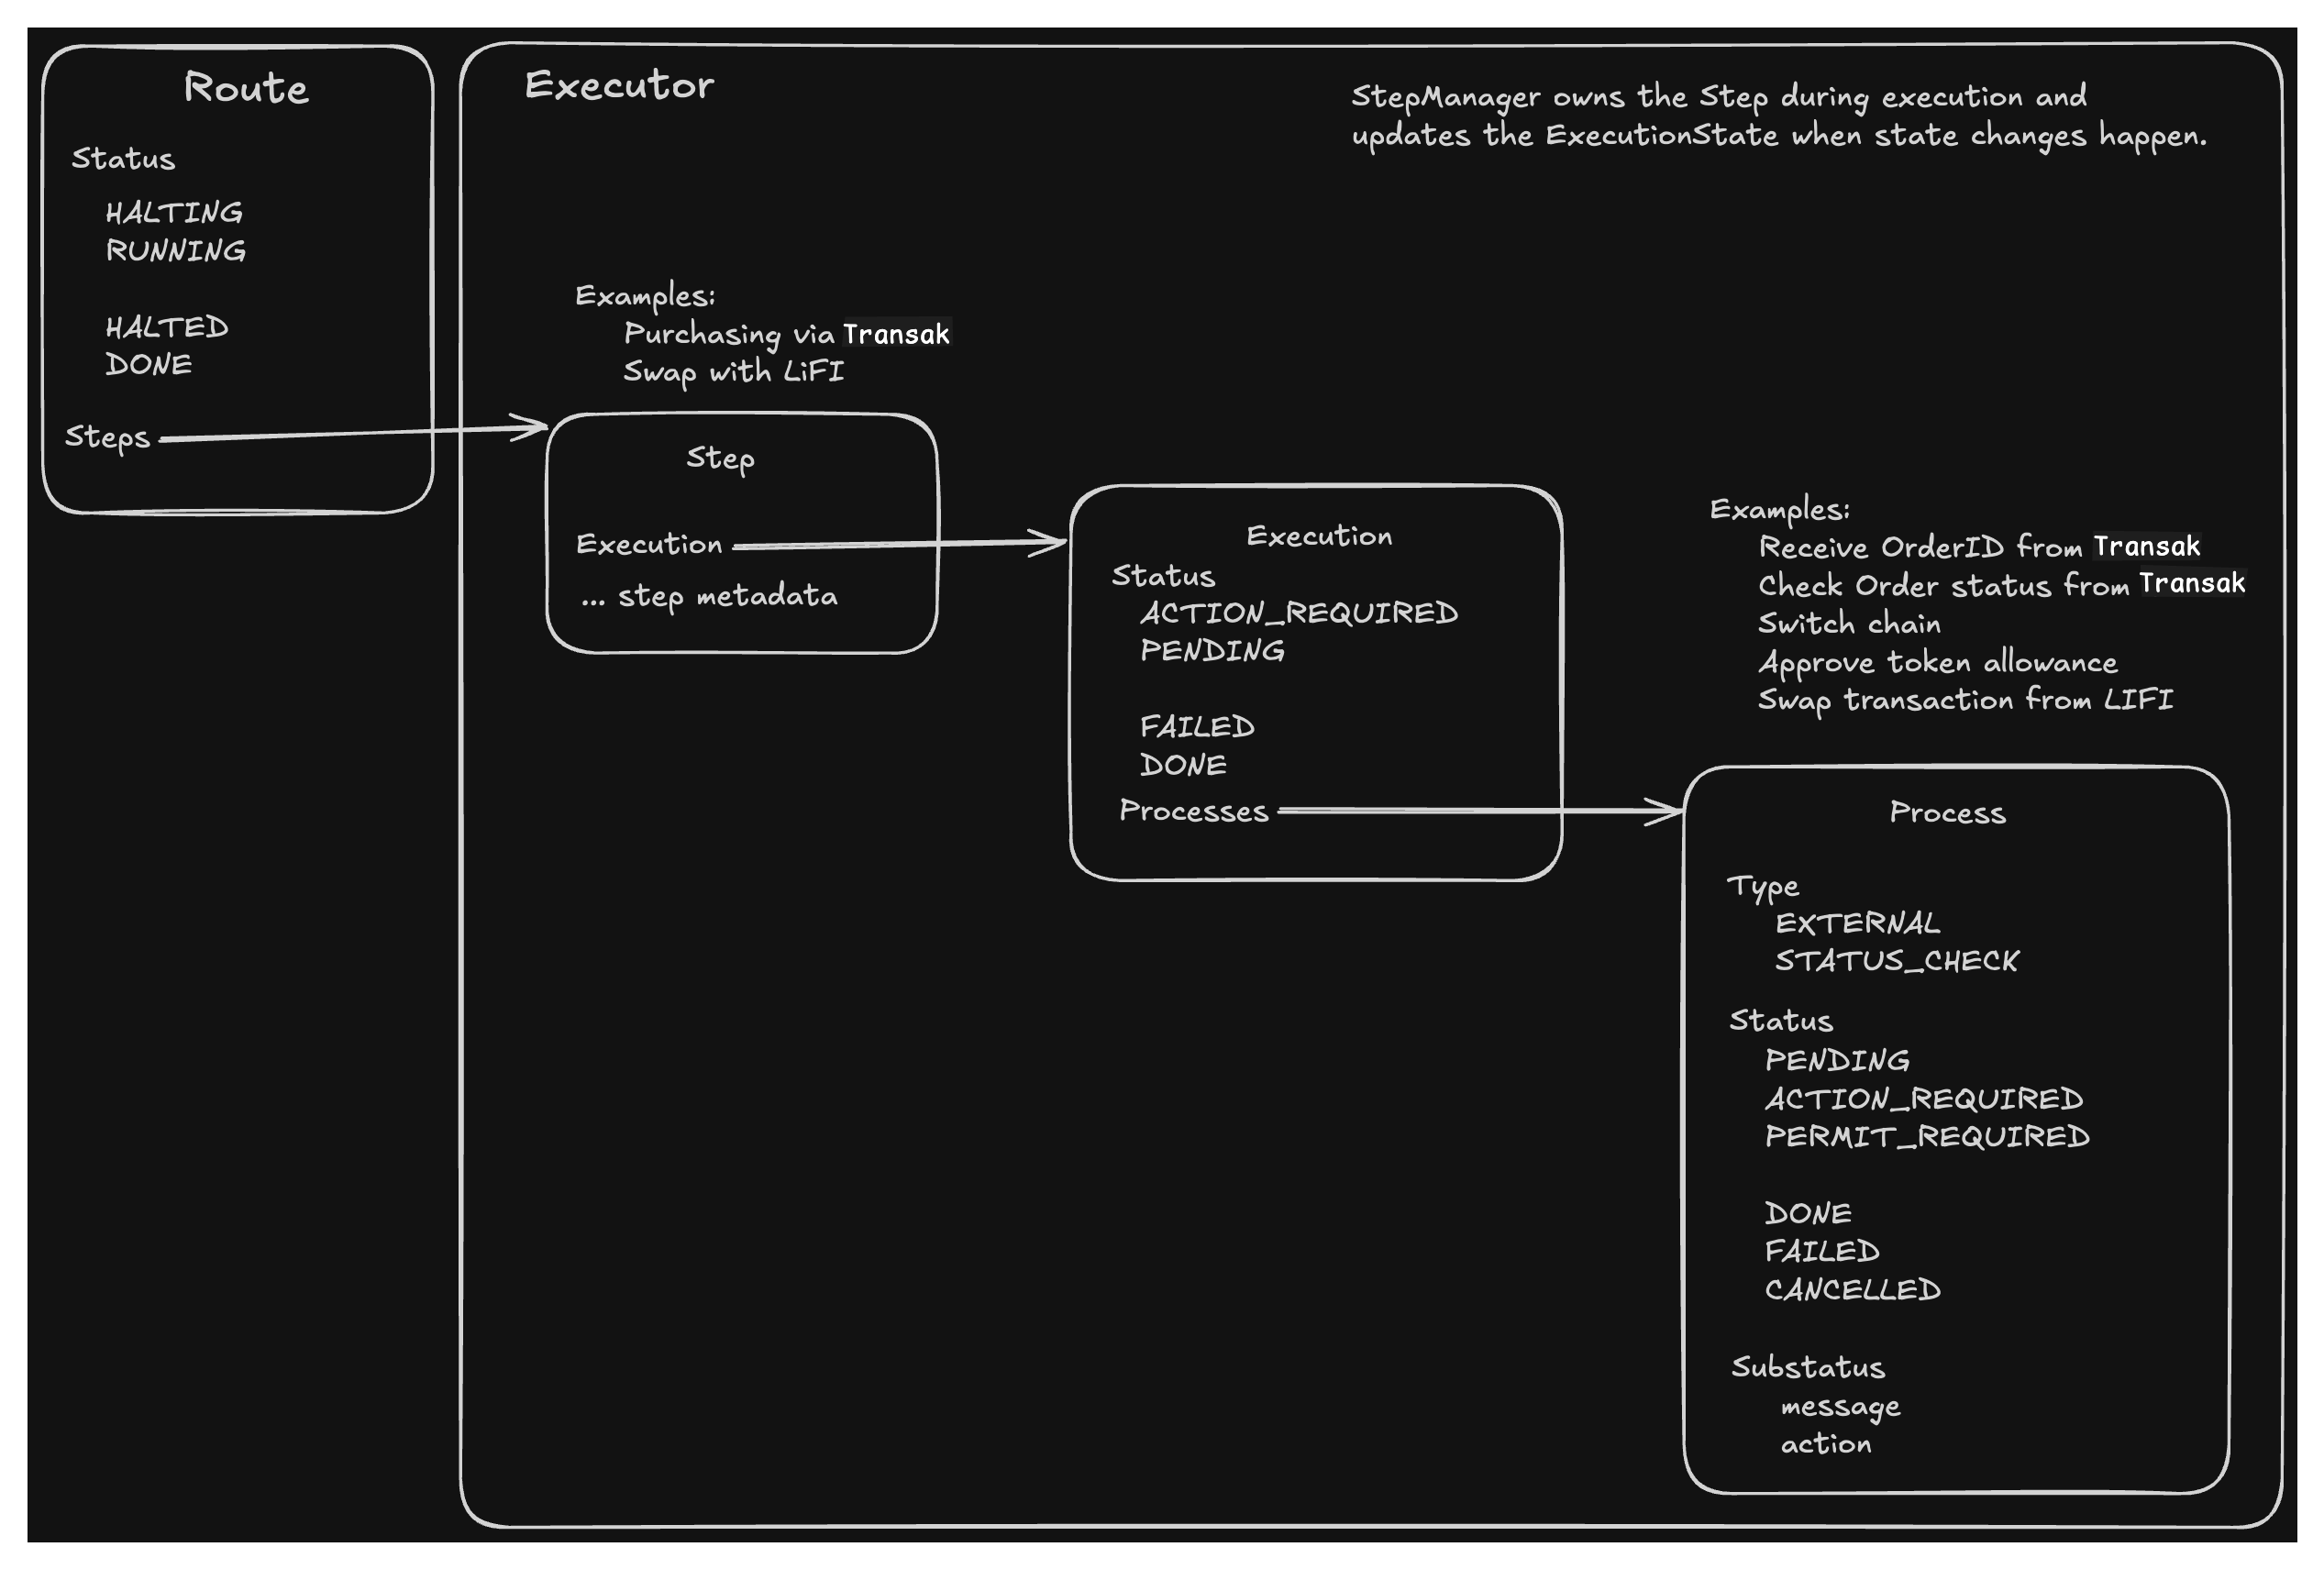 Route
Status
HALTING
RUNNING
HALTED
DONE
Steps
Executor
StepManager owns the Step during execution and
updates the ExecutionState when state changes happen.
Examples:
Purchasing via Transak
Swap with LiFI
Step
Execution
... step metadata
Execution
Status
ACTION_REQUIRED
PENDING
FAILED
DONE
Processes
Examples:
Receive OrderID from Transak
Check Order status from Transak
Switch chain
Approve token allowance
Swap transaction from LIFI
Process
Type
EXTERNAL
STATUS_CHECK
Status
PENDING
ACTION_REQUIRED
PERMIT_REQUIRED
DONE
FAILED
CANCELLED
Substatus
message
action